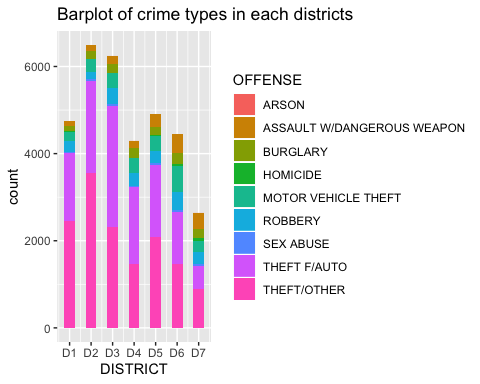 Barplot of crime types in each districts
6000
4000
2000
0
count
D1 D2 D3 D4 D5 D6 D7
DISTRICT
OFFENSE
ARSON
ASSAULT W/DANGEROUS WEAPON
BURGLARY
HOMICIDE
MOTOR VEHICLE THEFT
ROBBERY
SEX ABUSE
THEFT F/AUTO
THEFT/OTHER